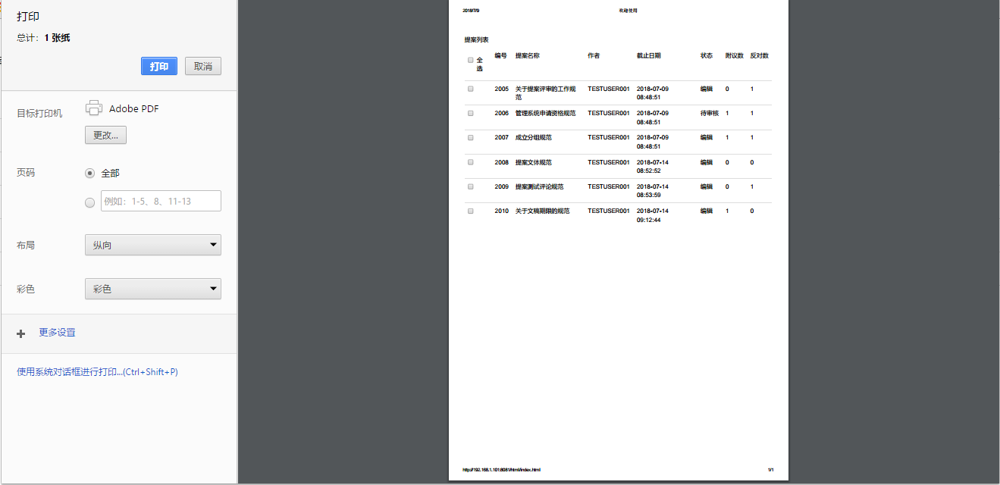 打印
总计：1 张纸
打印 取消
目标打印机 Adobe PDF
更改...
页码 全部
例如：1-5、8、11-13
布局 纵向
彩色 彩色
更多设置
使用系统对话框进行打印...(Ctrl+Shift+P)
2018/7/9 欢迎使用
提案列表
全选 编号 提案名称 作者 截止日期 状态 附议数 反对数
2005 关于提案评审的工作规范 TESTUSER001 2018-07-09 08:48:51 编辑 0 1
2006 管理系统申请资格规范 TESTUSER001 2018-07-09 08:48:51 待审核 1 1
2007 成立分组规范 TESTUSER001 2018-07-09 08:48:51 编辑 1 1
2008 提案文体规范 TESTUSER001 2018-07-14 08:52:52 编辑 0 0
2009 提案测试评论规范 TESTUSER001 2018-07-14 08:53:59 编辑 0 1
2010 关于文稿期限的规范 TESTUSER001 2018-07-14 09:12:44 编辑 1 0
http://192.168.1.101:8081/html/index.html 1/1